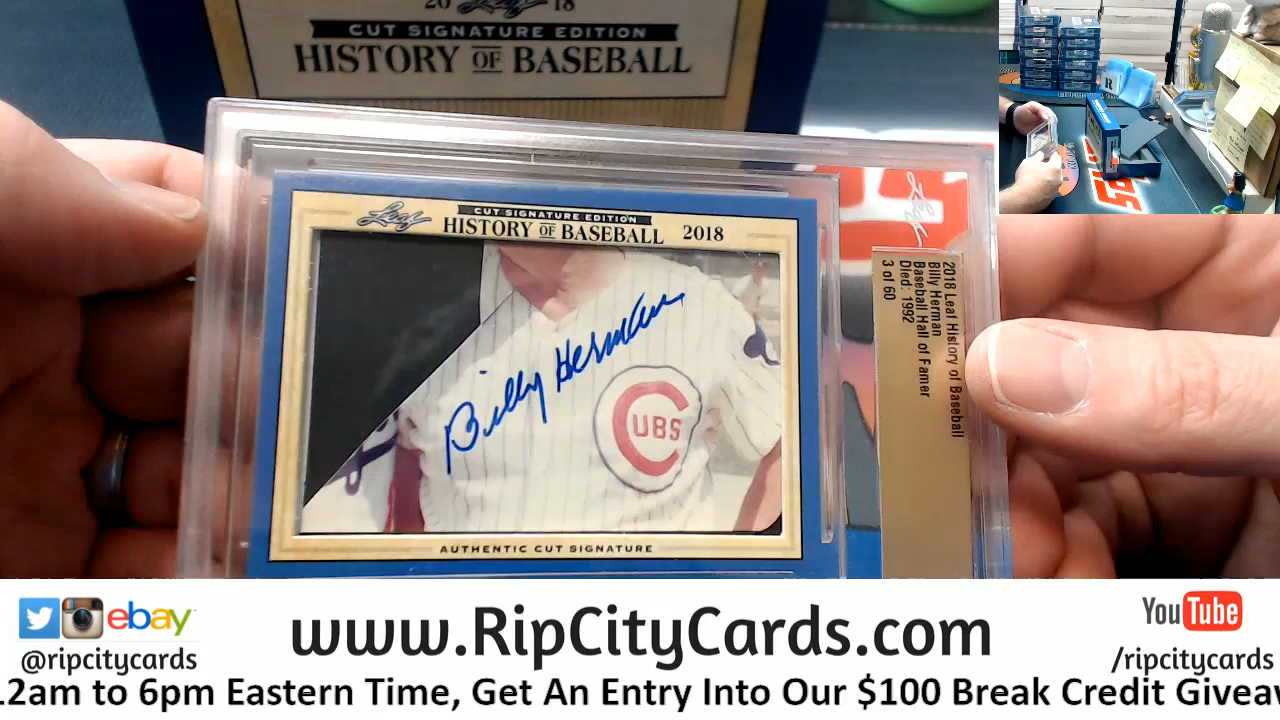 20 Leaf 18
CUT SIGNATURE EDITION
HISTORY OF BASEBALL
Leaf
CUT SIGNATURE EDITION
HISTORY OF BASEBALL 2018
Billy Herman
CUBS
AUTHENTIC CUT SIGNATURE
Leaf
2018 Leaf History of Baseball
Billy Herman
Baseball Hall of Famer
Died: 1992
3 of 60
ebay
@ripcitycards
www.RipCityCards.com
YouTube
/ripcitycards
2am to 6pm Eastern Time, Get An Entry Into Our $100 Break Credit Giveaw